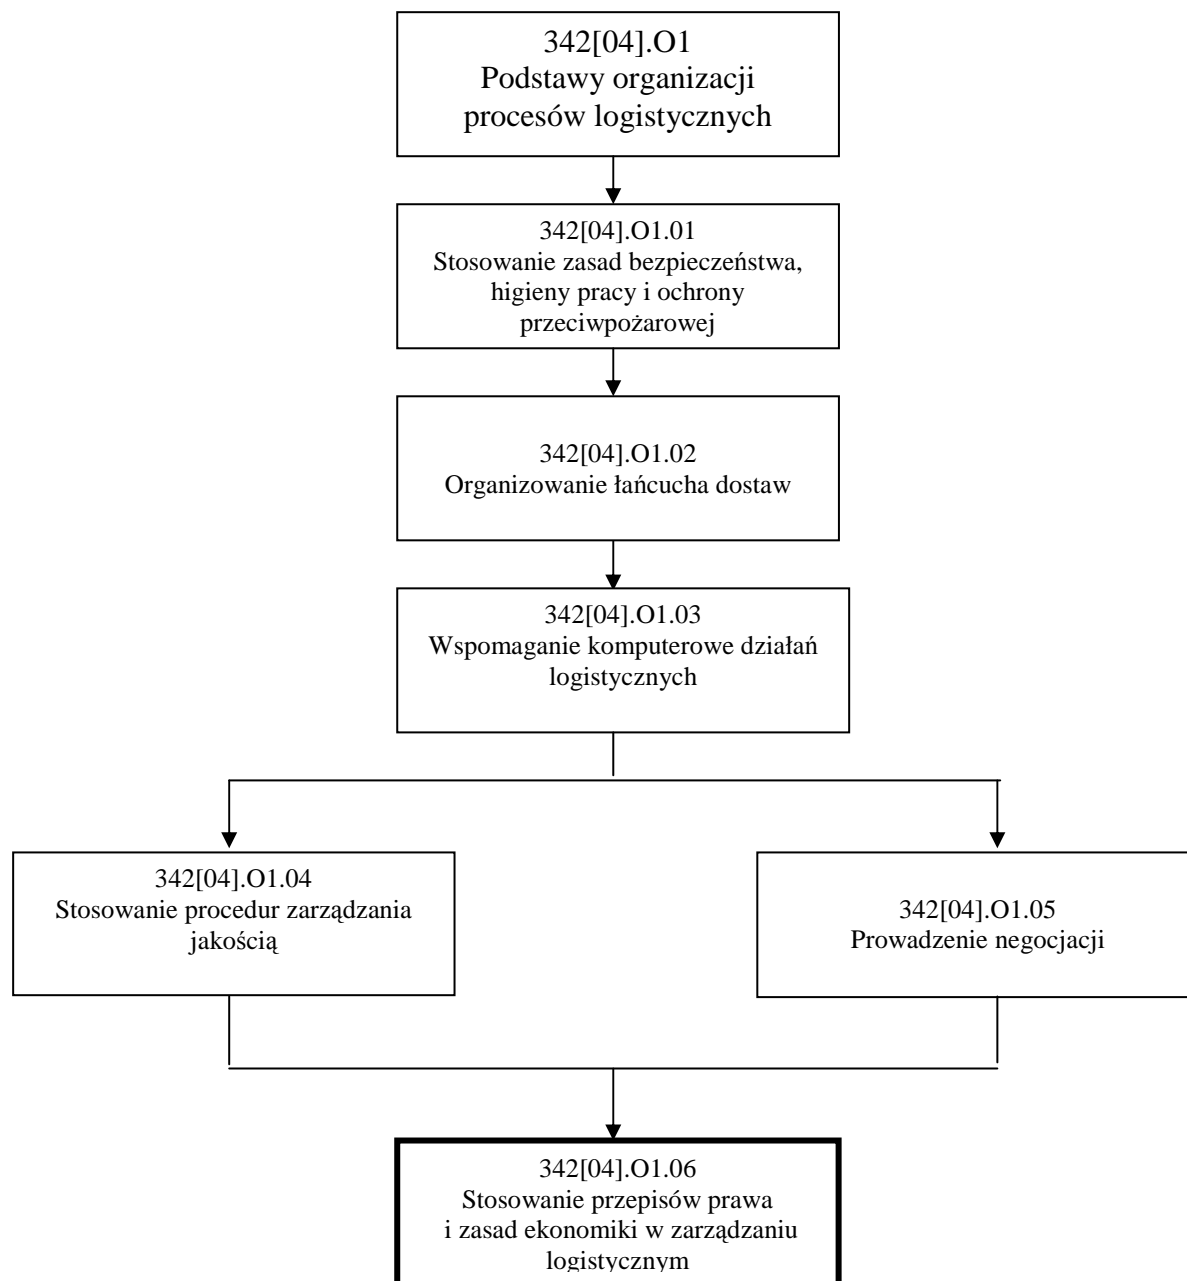 342[04].O1
Podstawy organizacji
procesów logistycznych
342[04].O1.01
Stosowanie zasad bezpieczeństwa,
higieny pracy i ochrony
przeciwpożarowej
342[04].O1.02
Organizowanie łańcucha dostaw
342[04].O1.03
Wspomaganie komputerowe działań
logistycznych
342[04].O1.04
Stosowanie procedur zarządzania
jakością
342[04].O1.05
Prowadzenie negocjacji
342[04].O1.06
Stosowanie przepisów prawa
i zasad ekonomiki w zarządzaniu
logistycznym